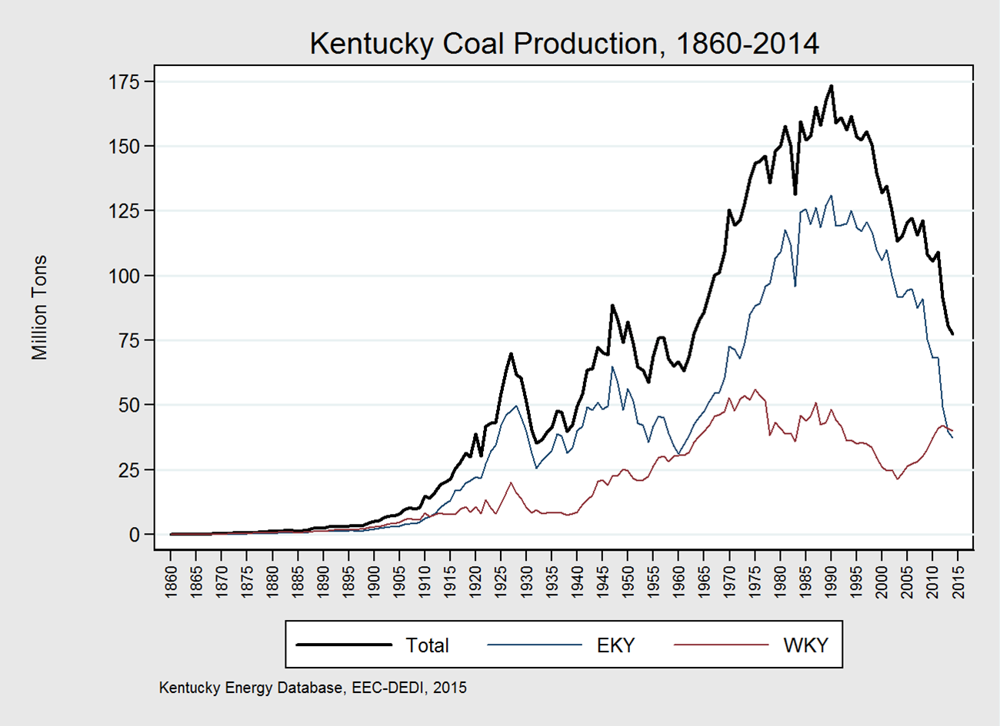 Kentucky Coal Production, 1860-2014
Million Tons
175
150
125
100
75
50
25
0
1860 1865 1870 1875 1880 1885 1890 1895 1900 1905 1910 1915 1920 1925 1930 1935 1940 1945 1950 1955 1960 1965 1970 1975 1980 1985 1990 1995 2000 2005 2010 2015
Total EKY WKY
Kentucky Energy Database, EEC-DEDI, 2015